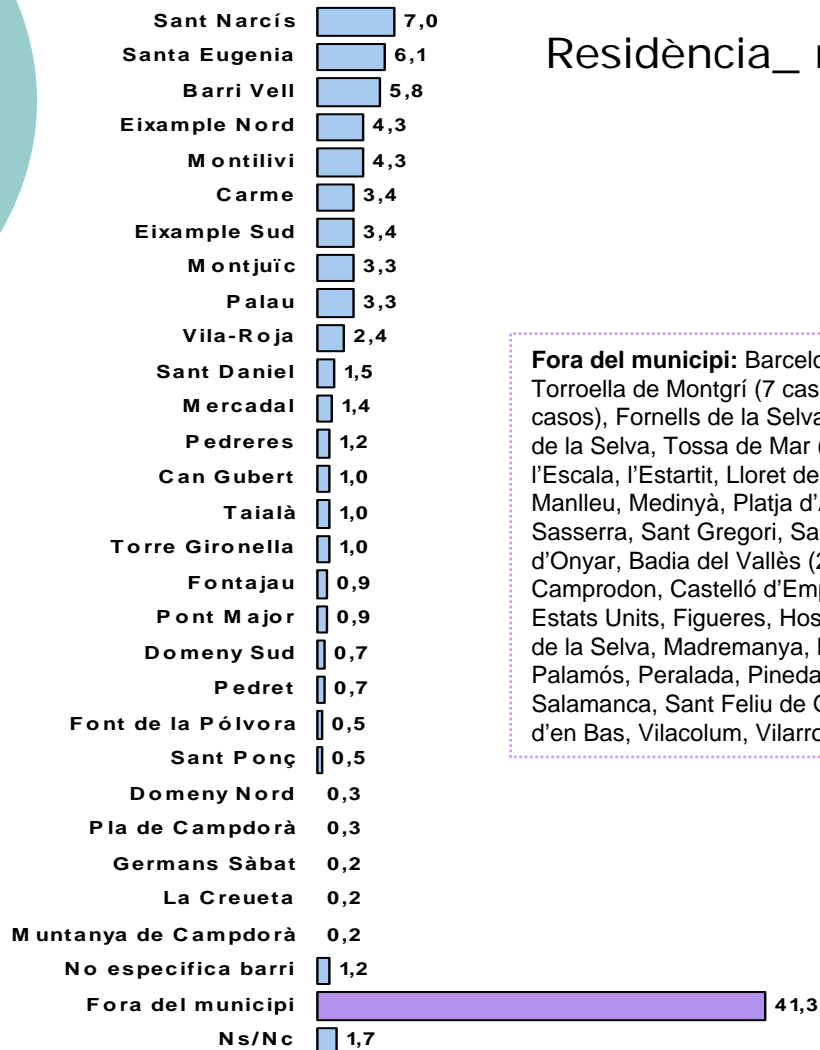 Residència_
Sant Narcís 7,0
Santa Eugenia 6,1
Barri Vell 5,8
Eixample Nord 4,3
Montilivi 4,3
Carme 3,4
Eixample Sud 3,4
Montjuïc 3,3
Palau 3,3
Vila-Roja 2,4
Sant Daniel 1,5
Mercadal 1,4
Pedreres 1,2
Can Gubert 1,0
Taialà 1,0
Torre Gironella 1,0
Fontajau 0,9
Pont Major 0,9
Domeny Sud 0,7
Pedret 0,7
Font de la Pólvora 0,5
Sant Ponç 0,5
Domeny Nord 0,3
Pla de Campdorà 0,3
Germans Sàbat 0,2
La Creueta 0,2
Muntanya de Campdorà 0,2
No especifica barri 1,2
Fora del municipi 41,3
Ns/Nc 1,7
Fora del municipi: Barcelo
Torroella de Montgrí (7 cas
casos), Fornells de la Selva
de la Selva, Tossa de Mar (
l'Escala, l'Estartit, Lloret de
Manlleu, Medinyà, Platja d'
Sasserra, Sant Gregori, Sa
d'Onyar, Badia del Vallès (
Camprodon, Castelló d'Emp
Estats Units, Figueres, Hos
de la Selva, Madremanya,
Palamós, Peralada, Pineda
Salamanca, Sant Feliu de
d'en Bas, Vilacolum, Vilarro